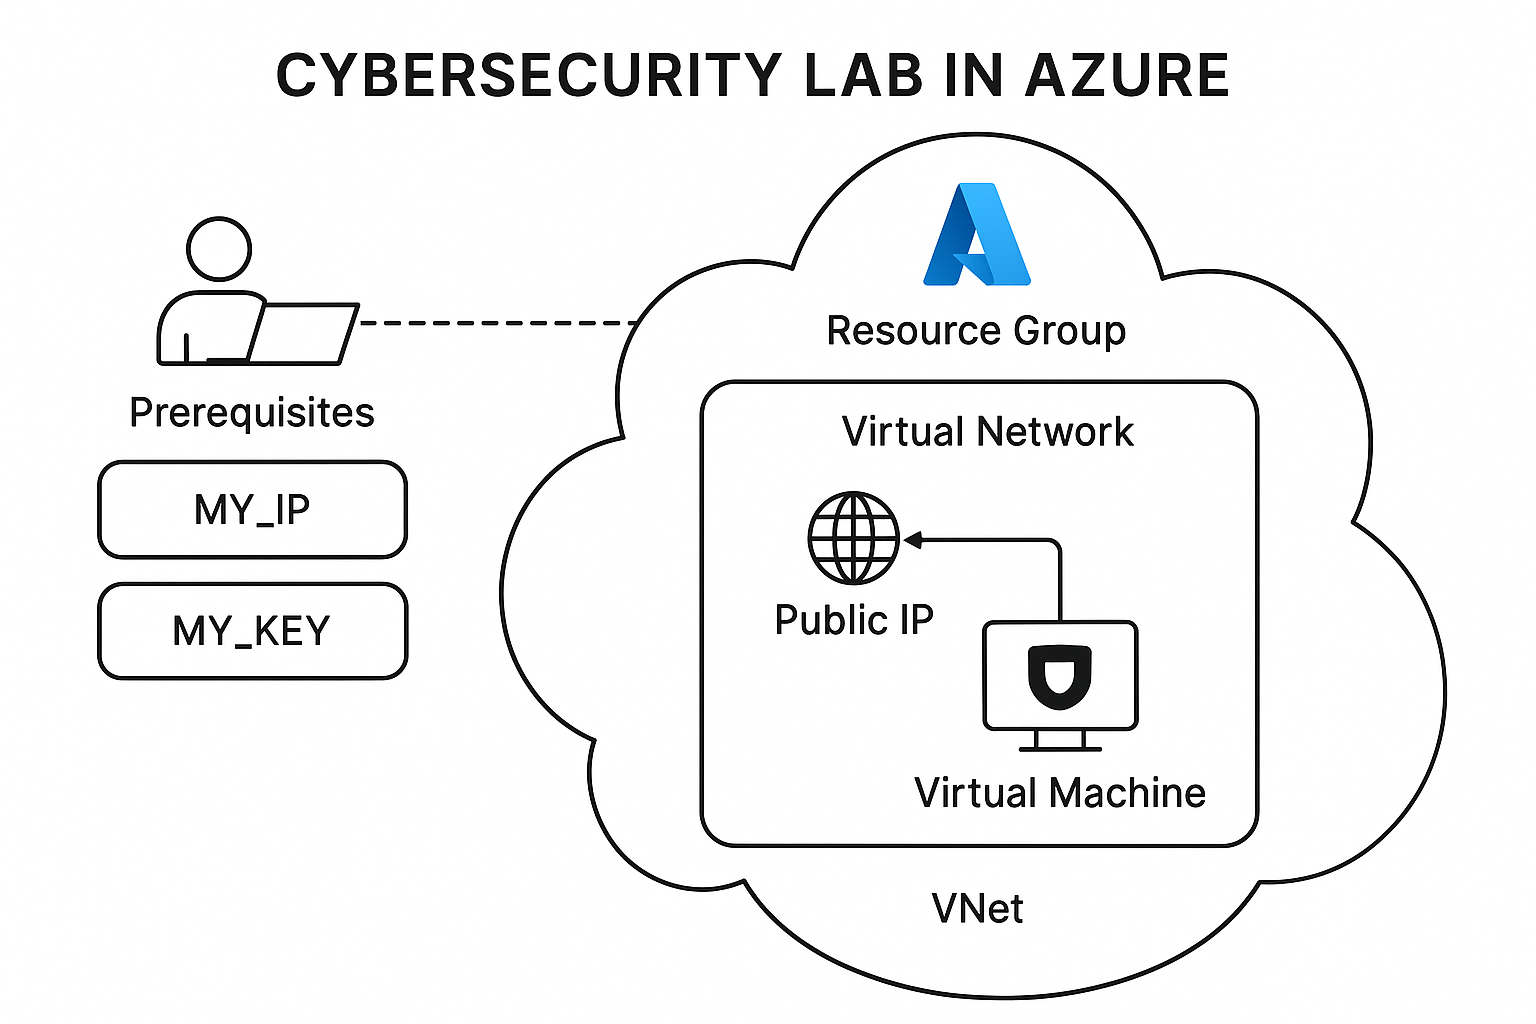 CYBERSECURITY LAB IN AZURE
Prerequisites
MY_IP
MY_KEY
Resource Group
Virtual Network
Public IP
Virtual Machine
VNet